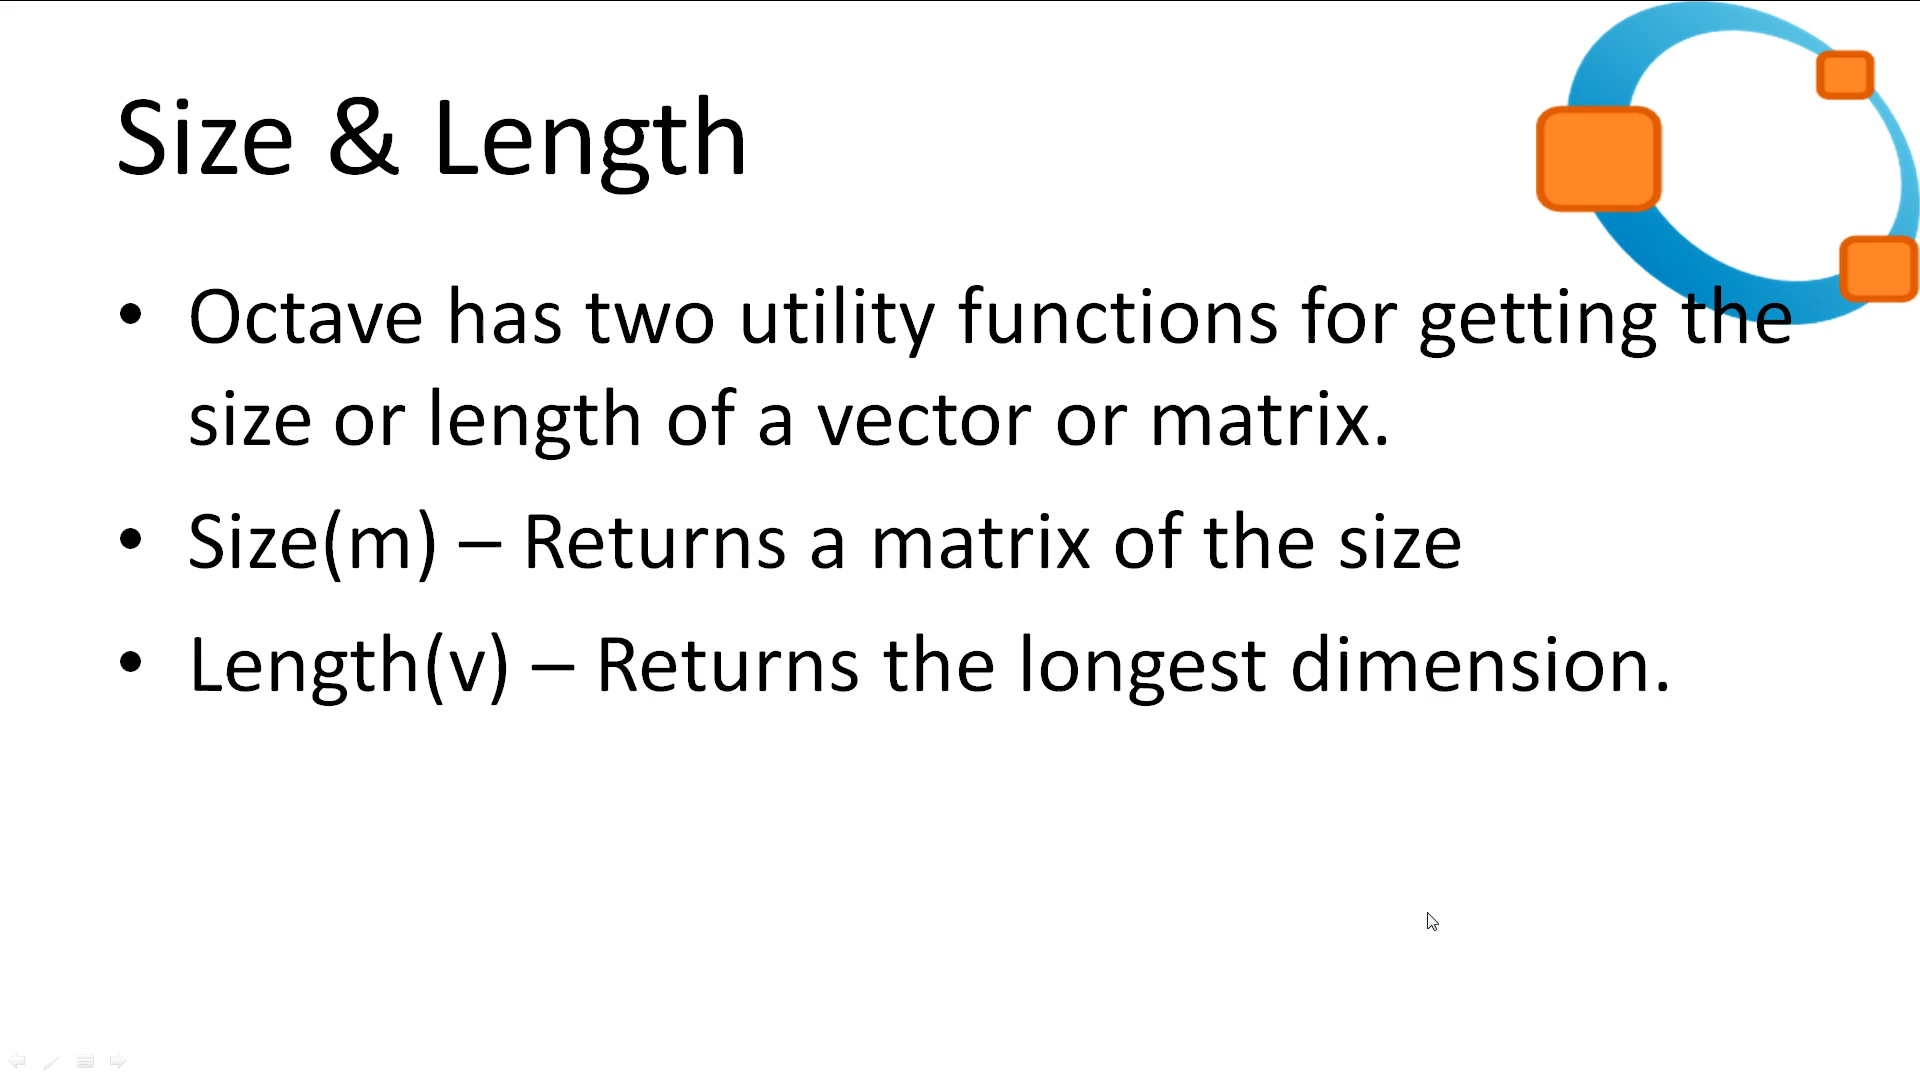 Size & Length
• Octave has two utility functions for getting the
size or length of a vector or matrix.
• Size(m) – Returns a matrix of the size
• Length(v) – Returns the longest dimension.